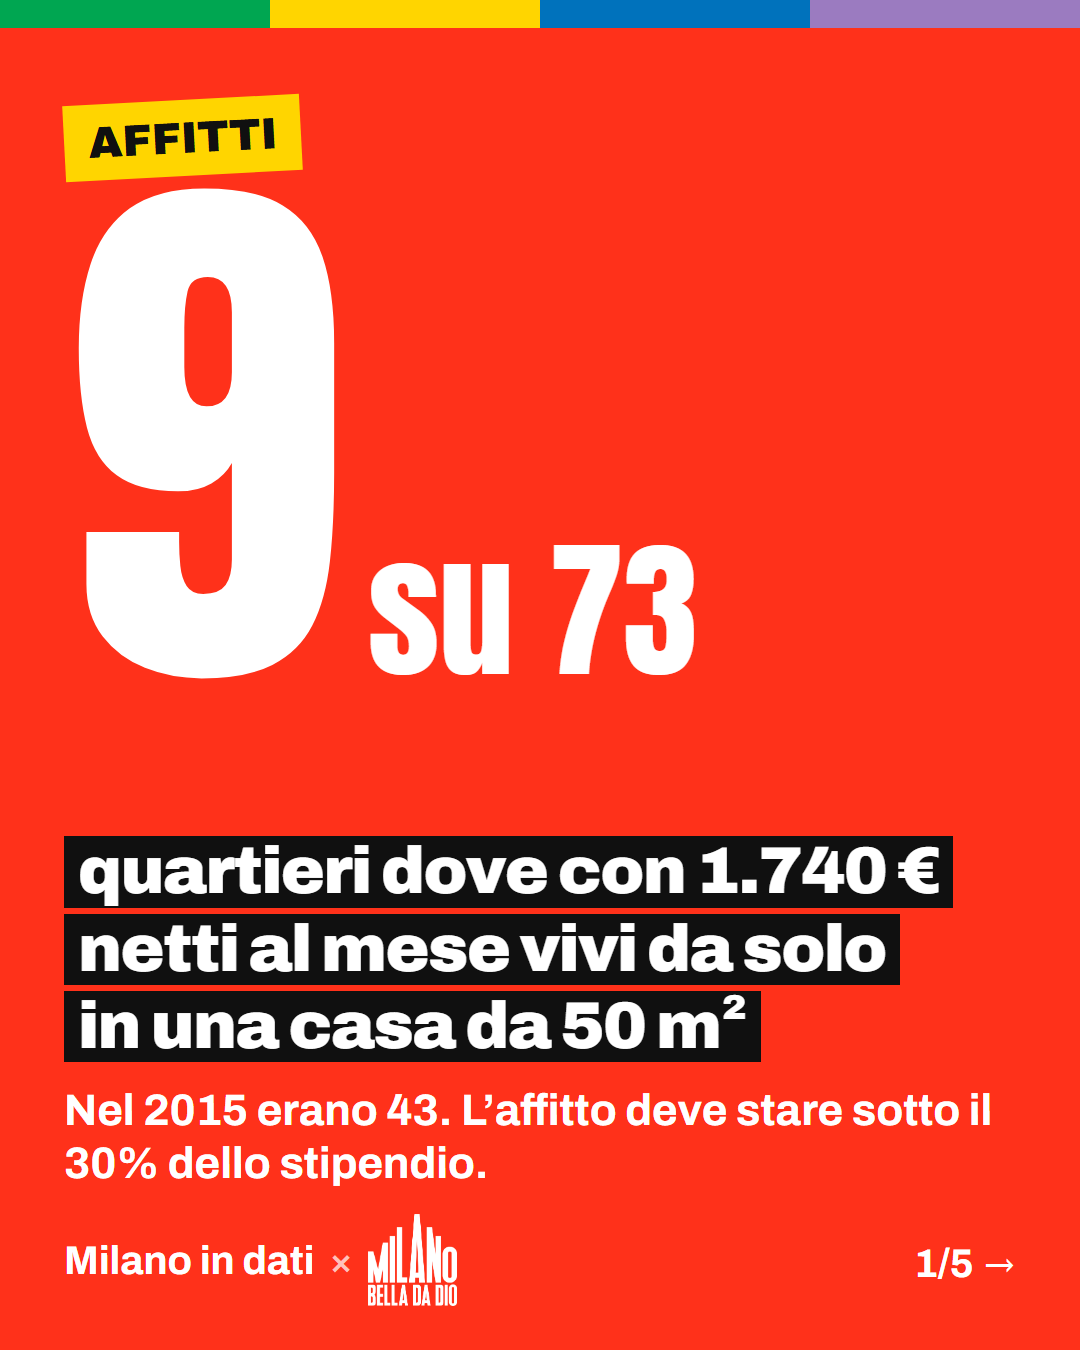 AFFITTI
9 su 73
quartieri dove con 1.740 €
netti al mese vivi da solo
in una casa da 50 m²
Nel 2015 erano 43. L’affitto deve stare sotto il
30% dello stipendio.
Milano in dati × MILANO
BELLA DA DIO
1/5 →